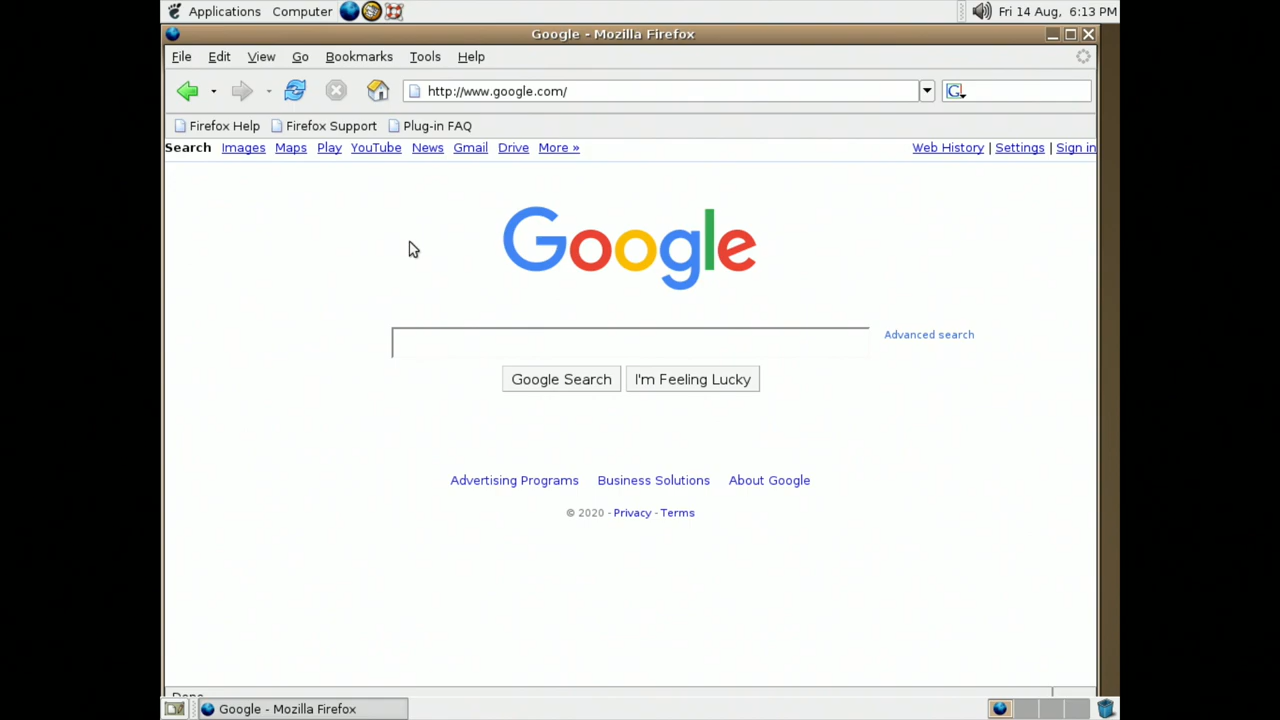 Applications Computer Fri 14 Aug, 6:13 PM
Google - Mozilla Firefox
File Edit View Go Bookmarks Tools Help
http://www.google.com/ G
Firefox Help Firefox Support Plug-in FAQ
Search Images Maps Play YouTube News Gmail Drive More » Web History | Settings | Sign in
Google
Advanced search
Google Search I'm Feeling Lucky
Advertising Programs Business Solutions About Google
© 2020 - Privacy - Terms
Done
Google - Mozilla Firefox